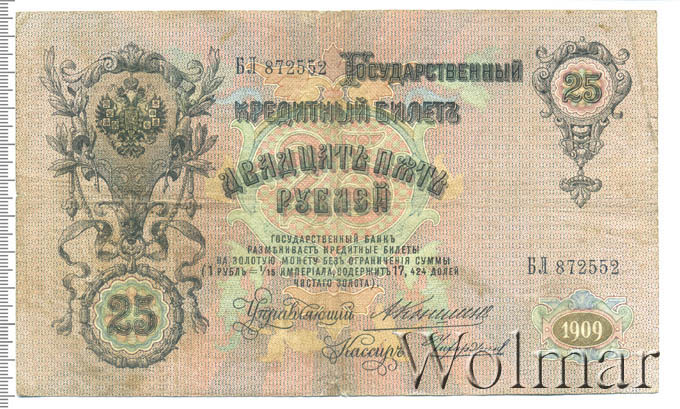 БЛ 872552 Государственный 25
Кредитный Билетъ
Двадцать пять
рублей
Государственный Банкъ
размѣниваетъ кредитные билеты
на золотую монету безъ ограниченія суммы
(1 рубль = 1/15 имперіала, содержитъ 17, 424 долей
чистаго золота).
БЛ 872552
25
Управляющій А Коншинъ
1909
Кассиръ
Wolmar